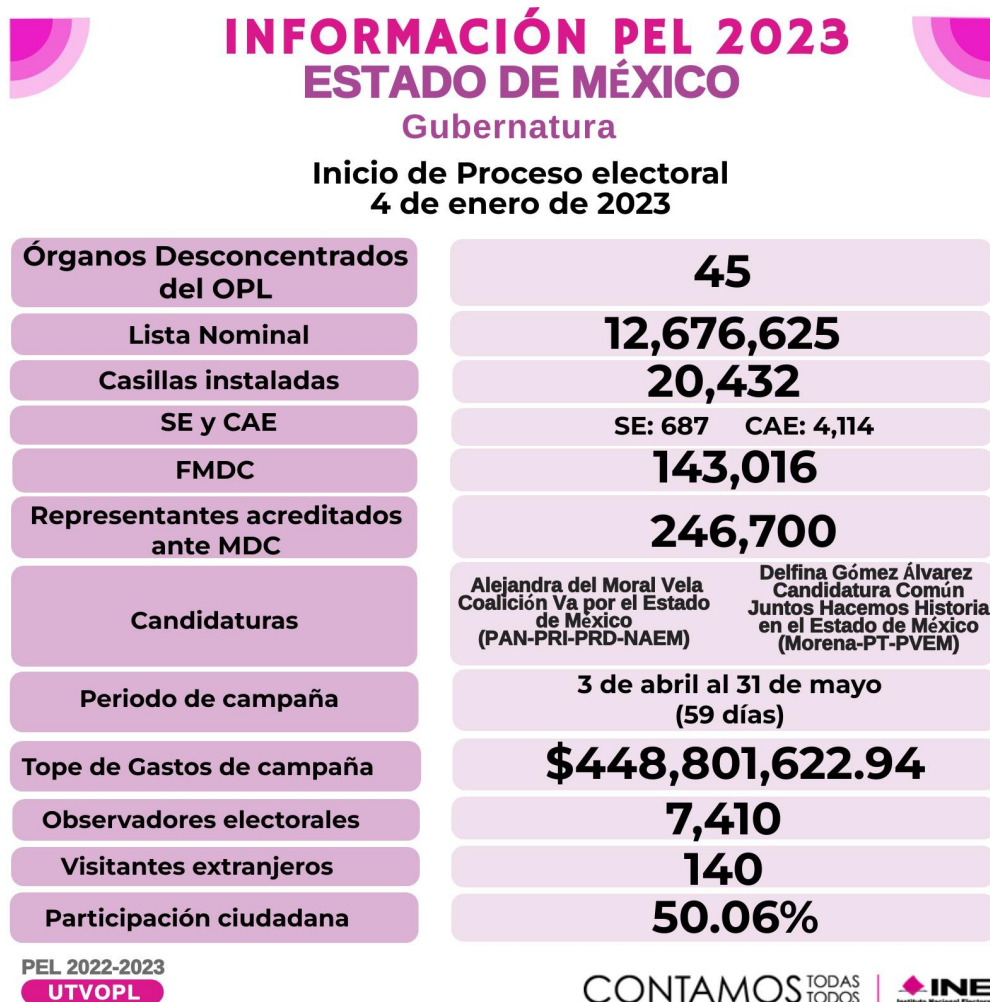 INFORMACIÓN PEL 2023
ESTADO DE MÉXICO
Gubernatura
Inicio de Proceso electoral
4 de enero de 2023
Órganos Desconcentrados
del OPL
45
Lista Nominal
12,676,625
Casillas instaladas
20,432
SE y CAE
SE: 687 CAE: 4,114
FMDC
143,016
Representantes acreditados
ante MDC
246,700
Candidaturas
Alejandra del Moral Vela
Coalición Va por el Estado
de México
(PAN-PRI-PRD-NAEM)
Delfina Gómez Álvarez
Candidatura Común
Juntos Hacemos Historia
en el Estado de México
(Morena-PT-PVEM)
Periodo de campaña
3 de abril al 31 de mayo
(59 días)
Tope de Gastos de campaña
$448,801,622.94
Observadores electorales
7,410
Visitantes extranjeros
140
Participación ciudadana
50.06%
PEL 2022-2023
UTVOPL
CONTAMOS TODAS
TODOS
INE
Instituto Nacional Electoral